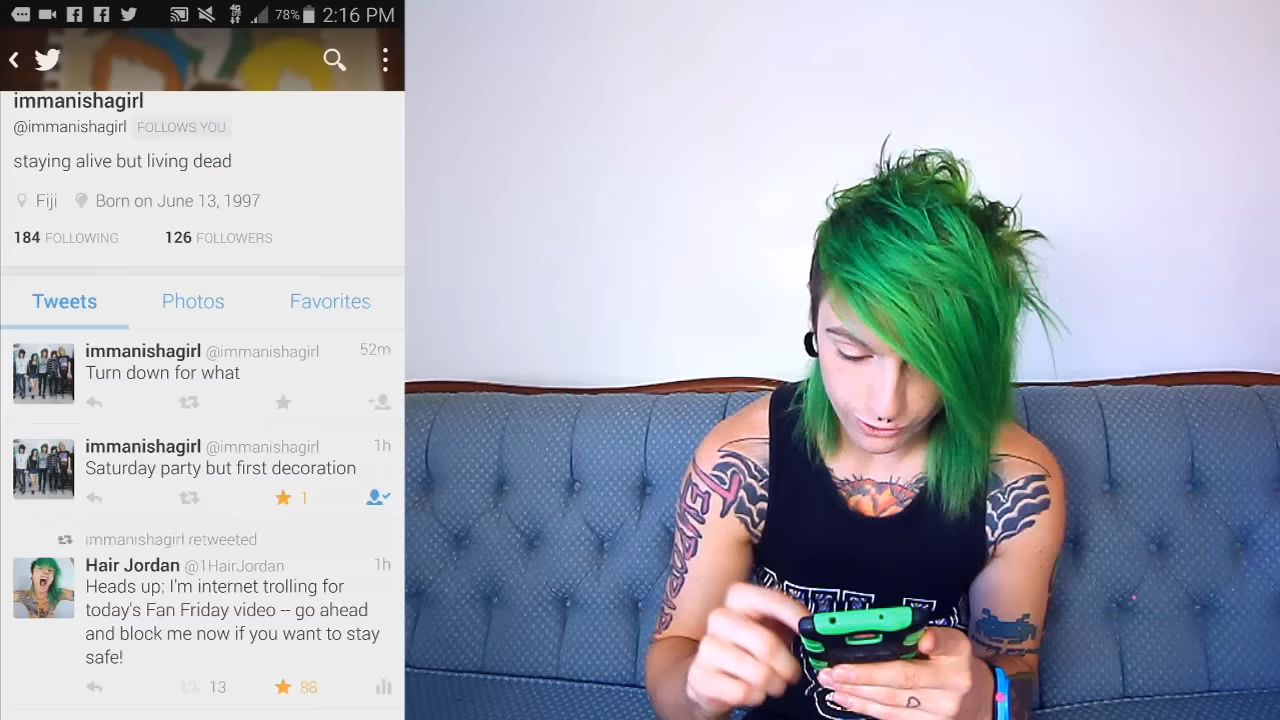 78% 2:16 PM
immanishagirl
@immanishagirl FOLLOWS YOU
staying alive but living dead
Fiji Born on June 13, 1997
184 FOLLOWING 126 FOLLOWERS
Tweets Photos Favorites
immanishagirl @immanishagirl 52m
Turn down for what
immanishagirl @immanishagirl 1h
Saturday party but first decoration
1
immanishagirl retweeted
Hair Jordan @1HairJordan 1h
Heads up; I'm internet trolling for
today's Fan Friday video -- go ahead
and block me now if you want to stay
safe!
13 88